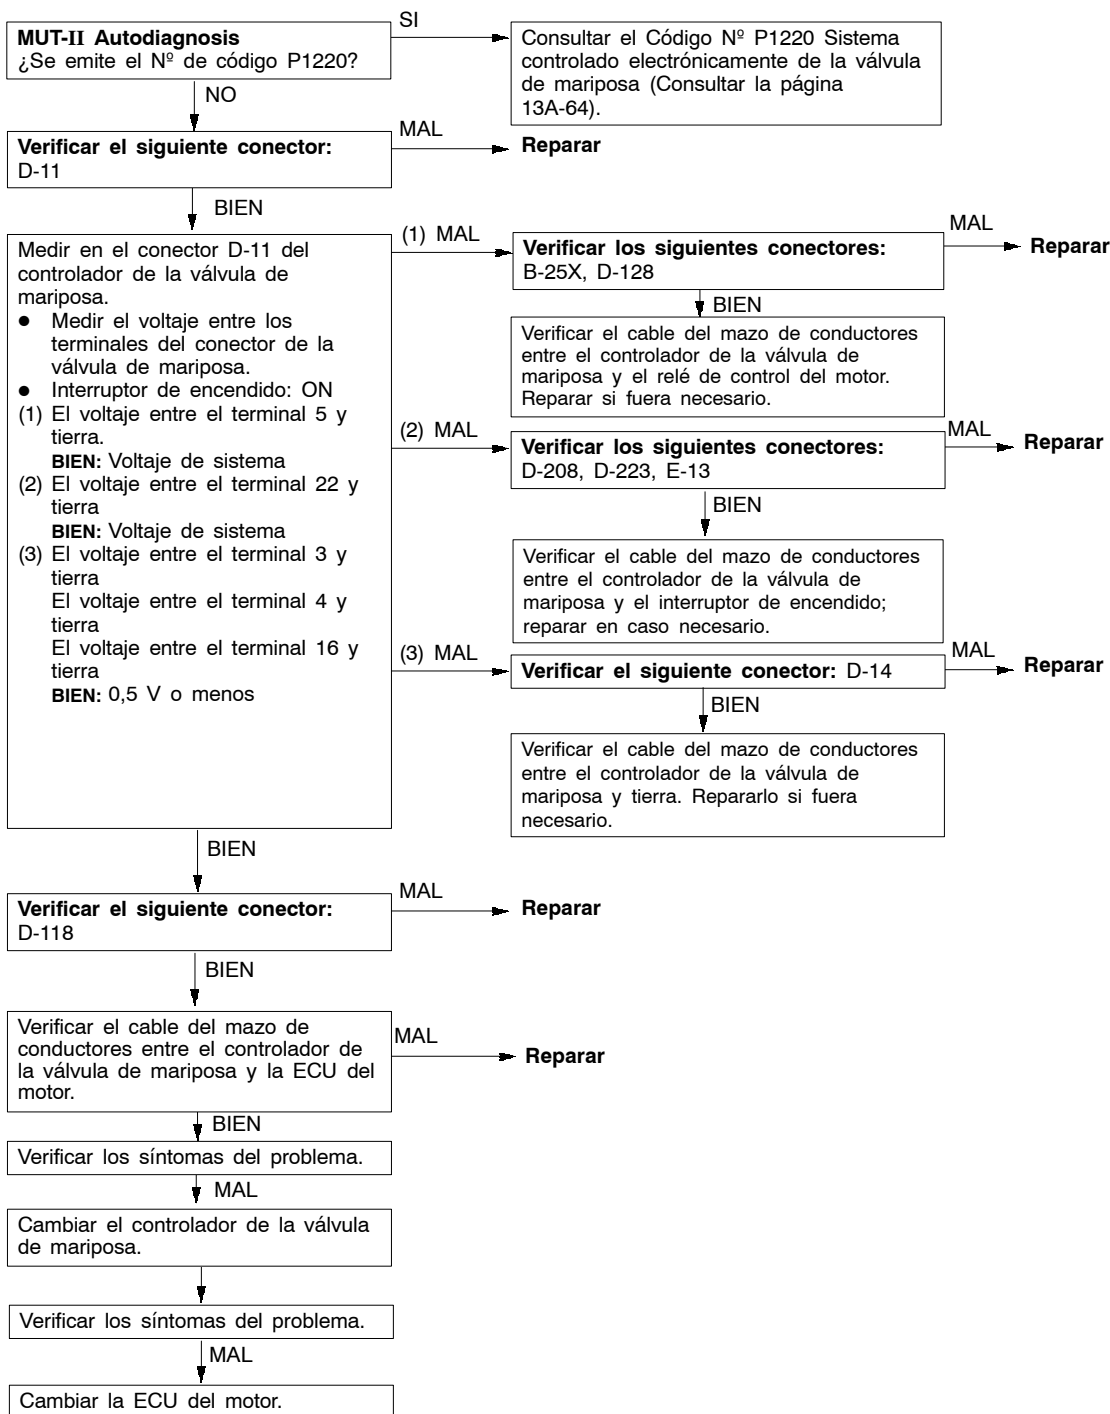 MUT-II Autodiagnosis
¿Se emite el Nº de código P1220?
SI
Consultar el Código Nº P1220 Sistema
controlado electrónicamente de la válvula
de mariposa (Consultar la página
13A-64).
NO
Verificar el siguiente conector:
D-11
MAL
Reparar
BIEN
Medir en el conector D-11 del
controlador de la válvula de
mariposa.
● Medir el voltaje entre los
terminales del conector de la
válvula de mariposa.
● Interruptor de encendido: ON
(1) El voltaje entre el terminal 5 y
tierra.
BIEN: Voltaje de sistema
(2) El voltaje entre el terminal 22 y
tierra
BIEN: Voltaje de sistema
(3) El voltaje entre el terminal 3 y
tierra
El voltaje entre el terminal 4 y
tierra
El voltaje entre el terminal 16 y
tierra
BIEN: 0,5 V o menos
(1) MAL
Verificar los siguientes conectores:
B-25X, D-128
MAL
Reparar
BIEN
Verificar el cable del mazo de conductores
entre el controlador de la válvula de
mariposa y el relé de control del motor.
Reparar si fuera necesario.
(2) MAL
Verificar los siguientes conectores:
D-208, D-223, E-13
MAL
Reparar
BIEN
Verificar el cable del mazo de conductores
entre el controlador de la válvula de
mariposa y el interruptor de encendido;
reparar en caso necesario.
(3) MAL
Verificar el siguiente conector: D-14
MAL
Reparar
BIEN
Verificar el cable del mazo de conductores
entre el controlador de la válvula de
mariposa y tierra. Repararlo si fuera
necesario.
BIEN
Verificar el siguiente conector:
D-118
MAL
Reparar
BIEN
Verificar el cable del mazo de
conductores entre el controlador de
la válvula de mariposa y la ECU del
motor.
MAL
Reparar
BIEN
Verificar los síntomas del problema.
MAL
Cambiar el controlador de la válvula
de mariposa.
Verificar los síntomas del problema.
MAL
Cambiar la ECU del motor.